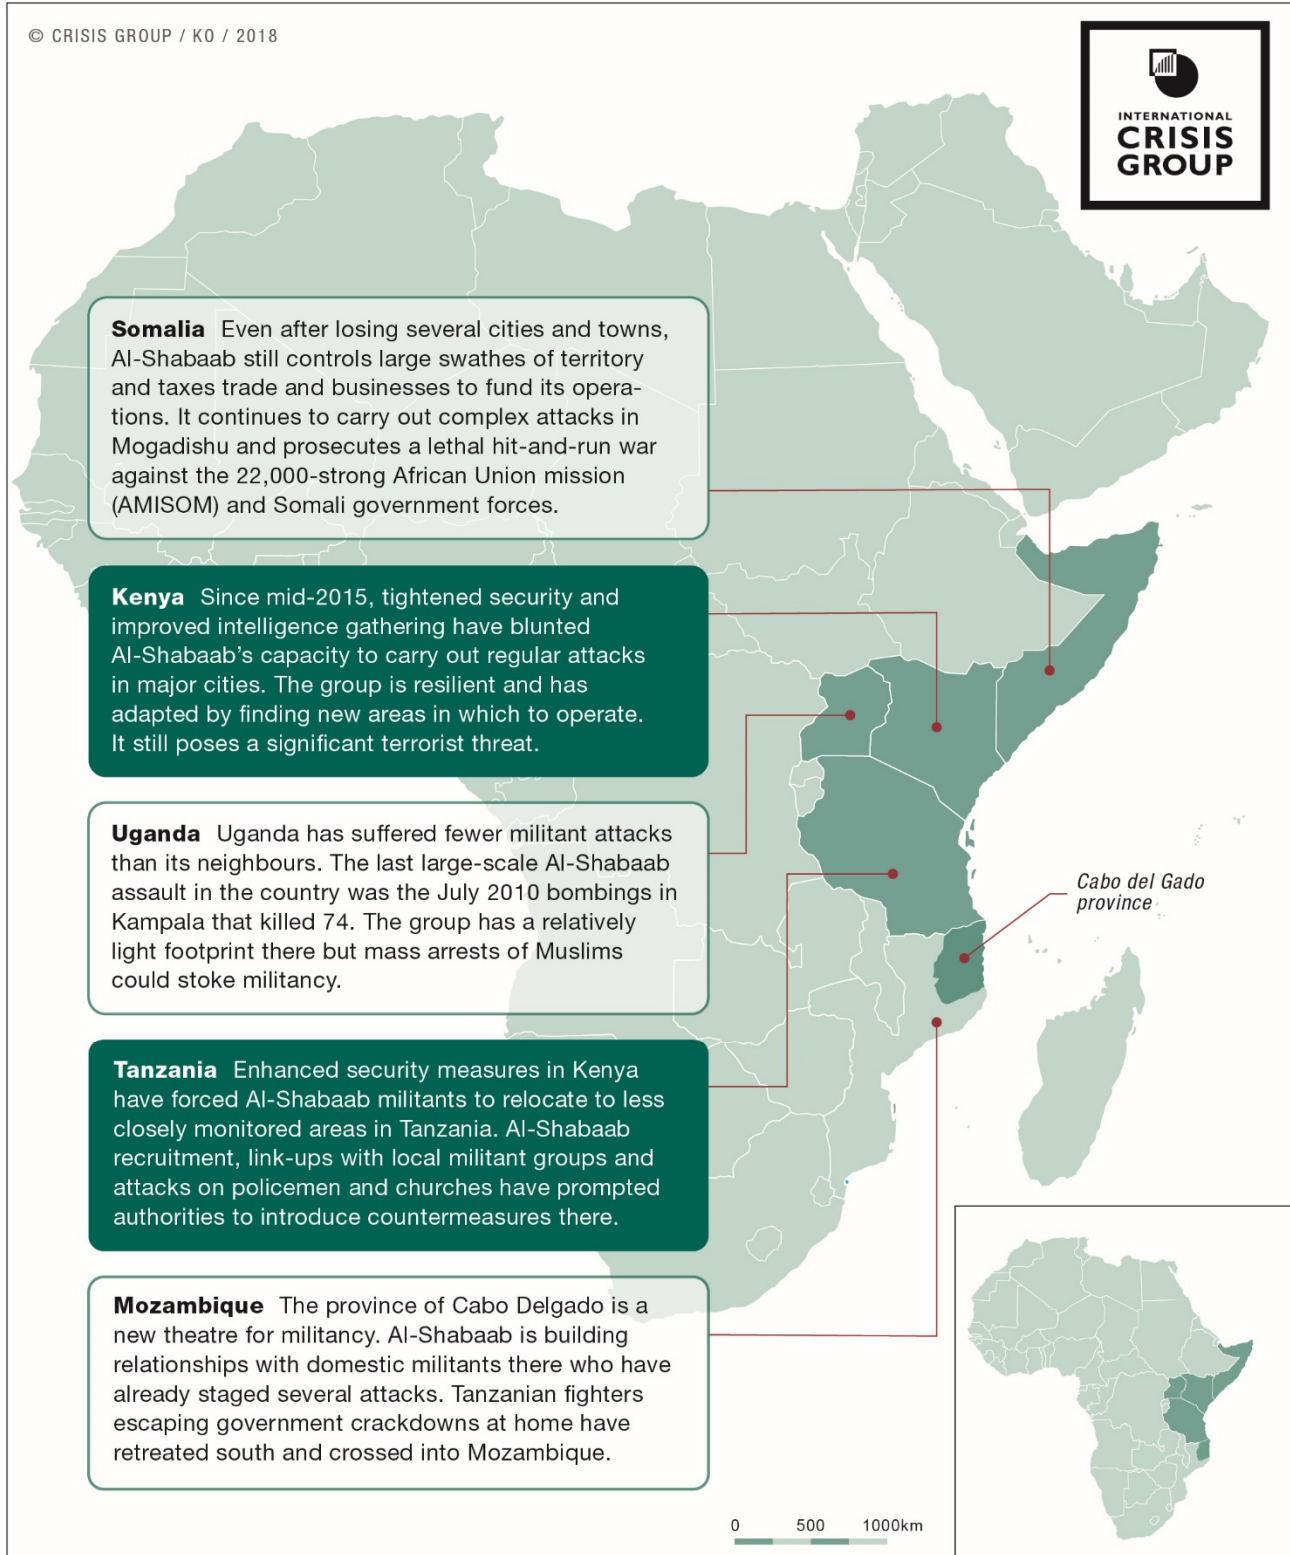 © CRISIS GROUP / KO / 2018
INTERNATIONAL
CRISIS
GROUP
Somalia Even after losing several cities and towns,
Al-Shabaab still controls large swathes of territory
and taxes trade and businesses to fund its opera-
tions. It continues to carry out complex attacks in
Mogadishu and prosecutes a lethal hit-and-run war
against the 22,000-strong African Union mission
(AMISOM) and Somali government forces.
Kenya Since mid-2015, tightened security and
improved intelligence gathering have blunted
Al-Shabaab's capacity to carry out regular attacks
in major cities. The group is resilient and has
adapted by finding new areas in which to operate.
It still poses a significant terrorist threat.
Uganda Uganda has suffered fewer militant attacks
than its neighbours. The last large-scale Al-Shabaab
assault in the country was the July 2010 bombings in
Kampala that killed 74. The group has a relatively
light footprint there but mass arrests of Muslims
could stoke militancy.
Cabo del Gado
province
Tanzania Enhanced security measures in Kenya
have forced Al-Shabaab militants to relocate to less
closely monitored areas in Tanzania. Al-Shabaab
recruitment, link-ups with local militant groups and
attacks on policemen and churches have prompted
authorities to introduce countermeasures there.
Mozambique The province of Cabo Delgado is a
new theatre for militancy. Al-Shabaab is building
relationships with domestic militants there who have
already staged several attacks. Tanzanian fighters
escaping government crackdowns at home have
retreated south and crossed into Mozambique.
0 500 1000km